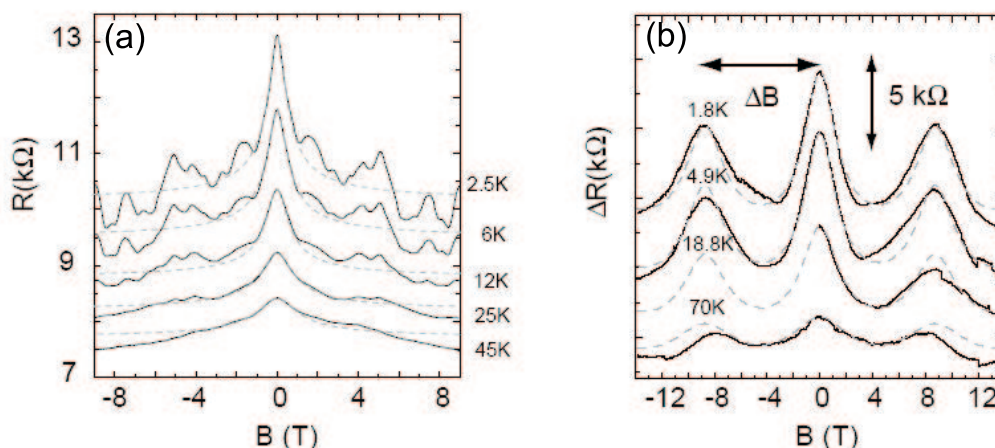 (a)
13
11
9
7
R(kΩ)
2.5K
6K
12K
25K
45K
-8
-4
0
4
8
B (T)
(b)
ΔB
5 kΩ
1.8K
4.9K
18.8K
70K
ΔR(kΩ)
-12
-8
-4
0
4
8
12
B (T)